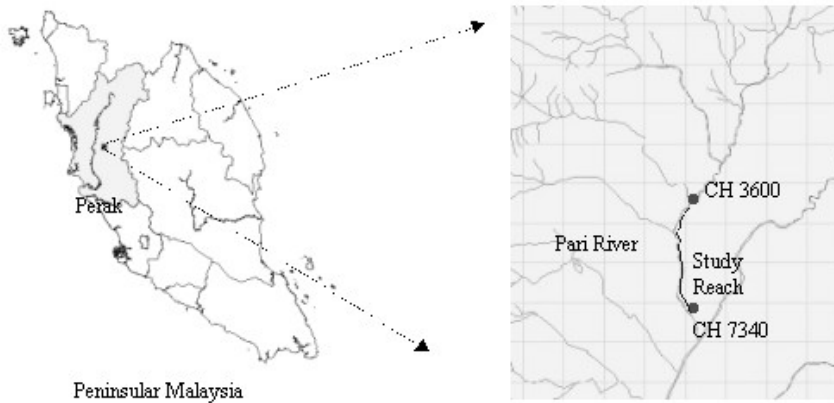 Perak
Peninsular Malaysia
CH 3600
Pari River
Study
Reach
CH 7340